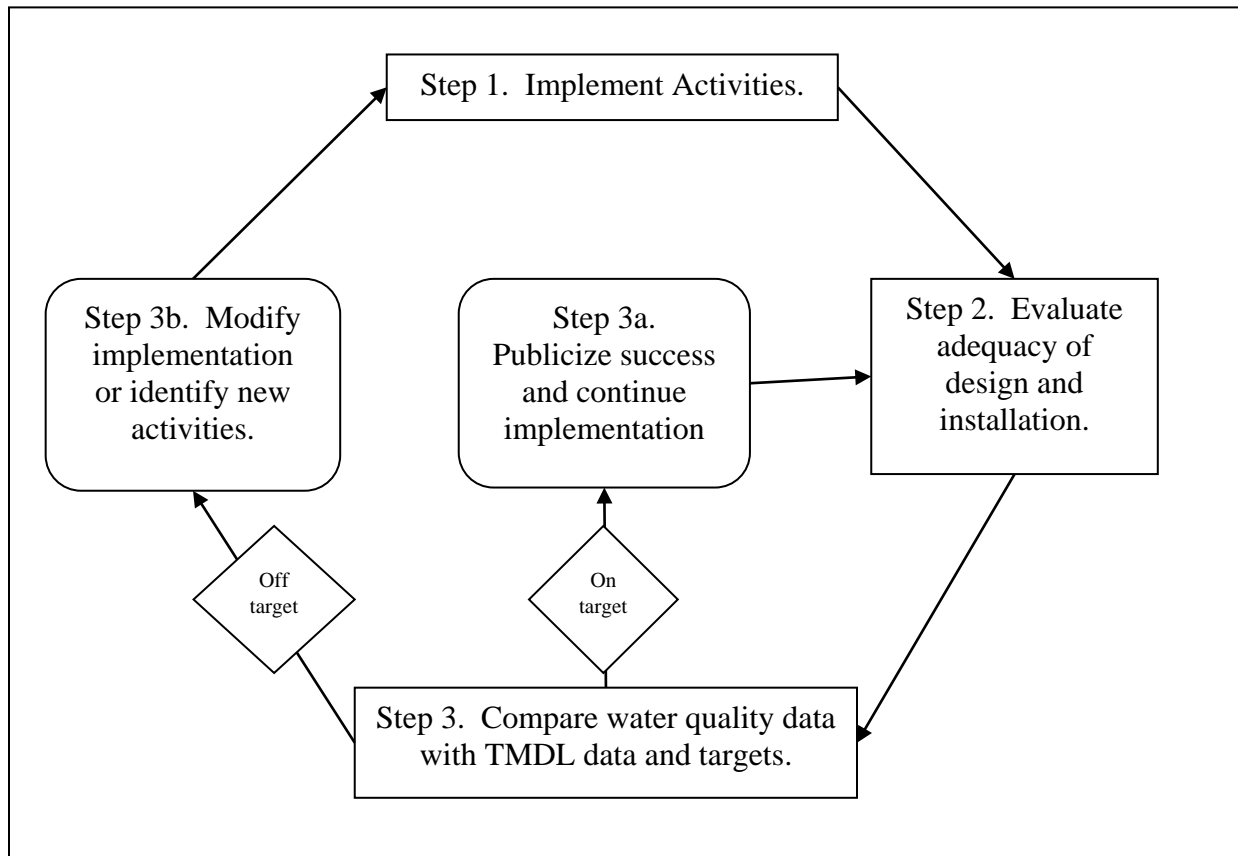 Step 1.  Implement Activities.
Step 3b.  Modify
implementation
or identify new
activities.
Step 3a.
Publicize success
and continue
implementation
Step 2.  Evaluate
adequacy of
design and
installation.
Off
target
On
target
Step 3.  Compare water quality data
with TMDL data and targets.